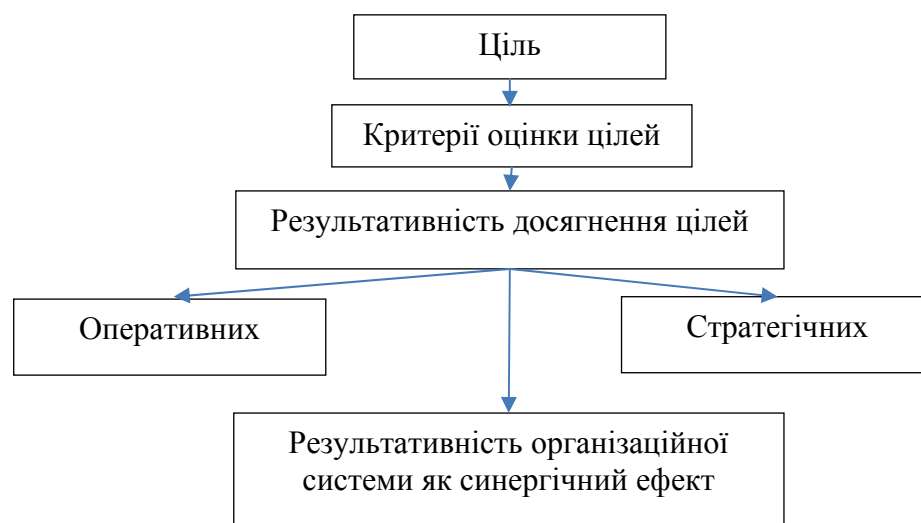 Ціль
Критерії оцінки цілей
Результативність досягнення цілей
Оперативних
Стратегічних
Результативність організаційної
системи як синергічний ефект